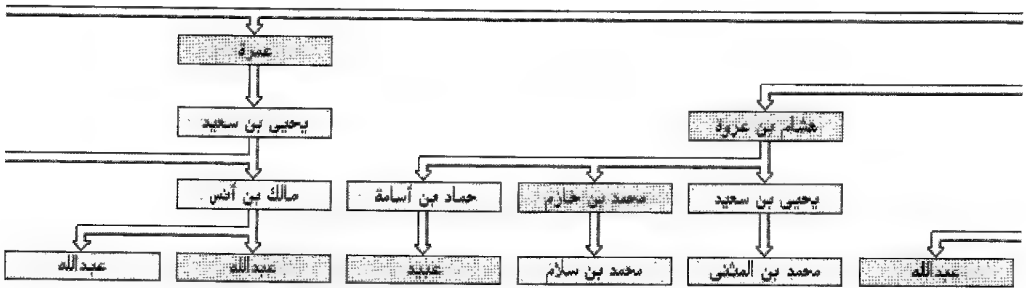 عمرة
يحيى بن سعيد
هشام بن عروة
مالك بن أنس
حماد بن أسامة
محمد بن خازم
يحيى بن سعيد
عبدالله
عبدالله
عبيد
محمد بن سلام
محمد بن المثنى
عبدالله